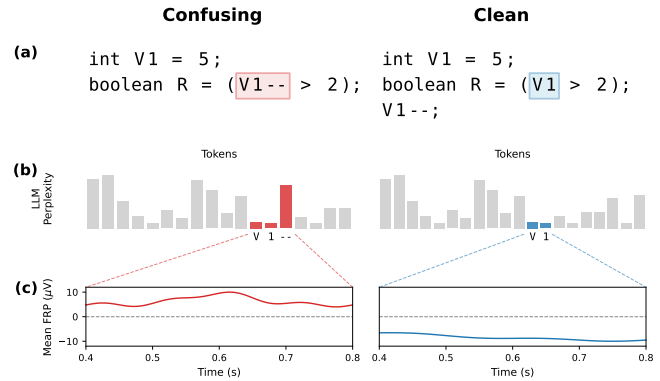 Confusing
Clean
(a)
int V1 = 5;
boolean R = (V1-- > 2);
int V1 = 5;
boolean R = (V1 > 2);
V1--;
(b)
Tokens
Tokens
LLM
Perplexity
V 1 --
V 1
(c)
Mean FRP (μV)
10
0
−10
0.4 0.5 0.6 0.7 0.8
Time (s)
0.4 0.5 0.6 0.7 0.8
Time (s)